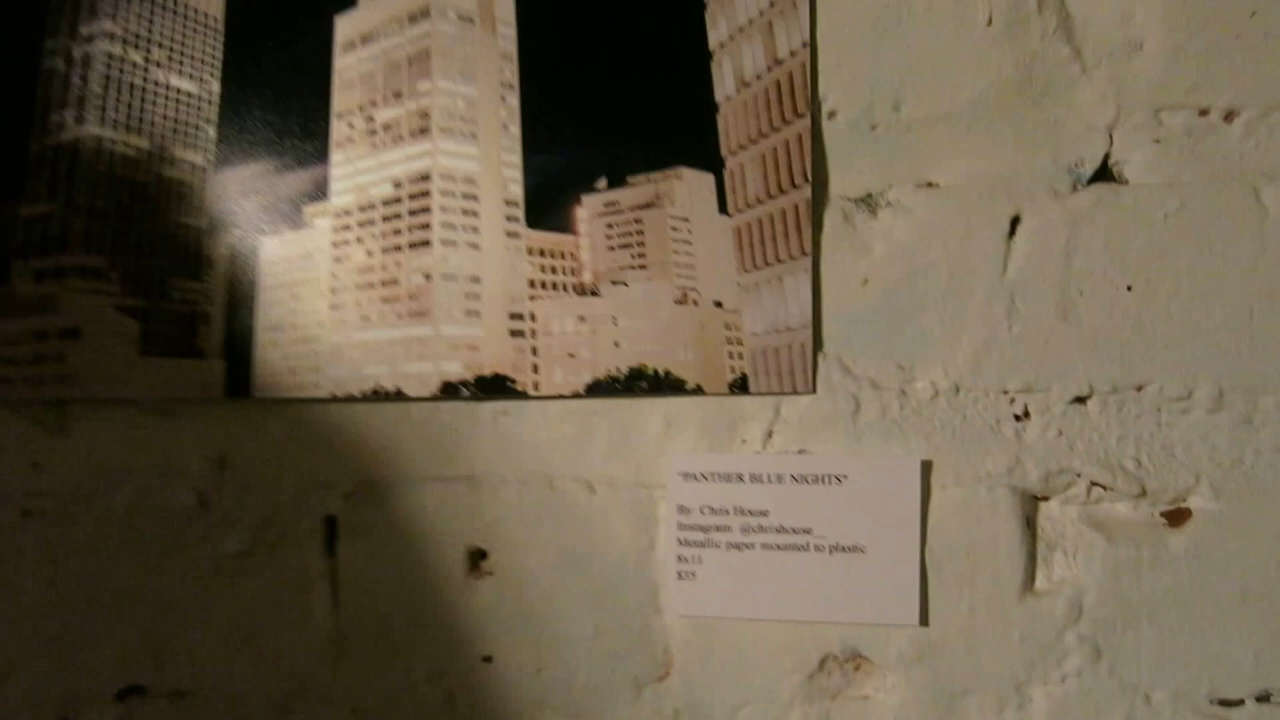 "PANTHER BLUE NIGHTS"
By: Chris House
Instagram: @chrishouse__
Metallic paper mounted to plastic
8x11
$35